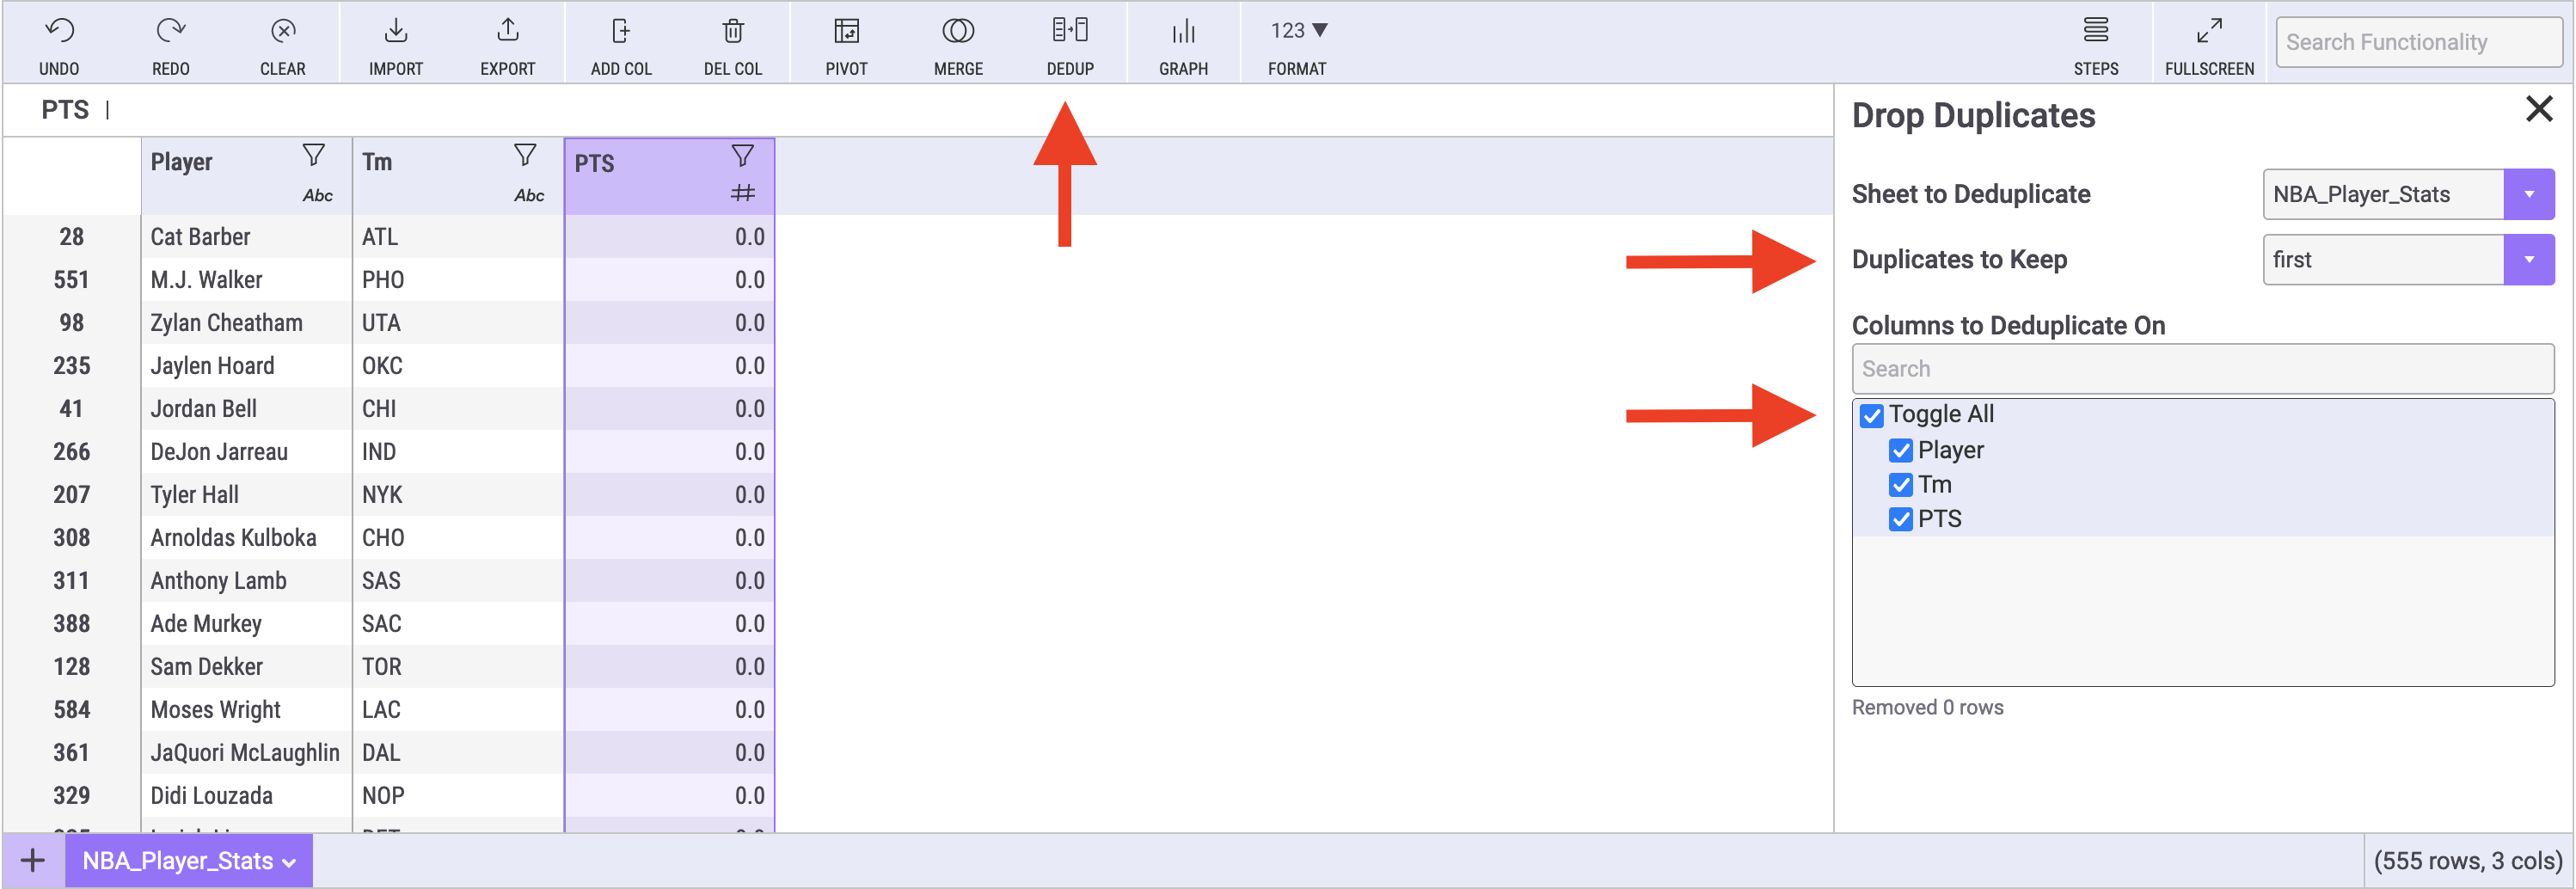 UNDO REDO CLEAR IMPORT EXPORT ADD COL DEL COL PIVOT MERGE DEDUP GRAPH 123 ▼ FORMAT STEPS FULLSCREEN Search Functionality
PTS
Player Abc Tm Abc PTS #
28 Cat Barber ATL 0.0
551 M.J. Walker PHO 0.0
98 Zylan Cheatham UTA 0.0
235 Jaylen Hoard OKC 0.0
41 Jordan Bell CHI 0.0
266 DeJon Jarreau IND 0.0
207 Tyler Hall NYK 0.0
308 Arnoldas Kulboka CHO 0.0
311 Anthony Lamb SAS 0.0
388 Ade Murkey SAC 0.0
128 Sam Dekker TOR 0.0
584 Moses Wright LAC 0.0
361 JaQuori McLaughlin DAL 0.0
329 Didi Louzada NOP 0.0
Drop Duplicates
Sheet to Deduplicate NBA_Player_Stats
Duplicates to Keep first
Columns to Deduplicate On
Search
Toggle All
Player
Tm
PTS
Removed 0 rows
+ NBA_Player_Stats (555 rows, 3 cols)